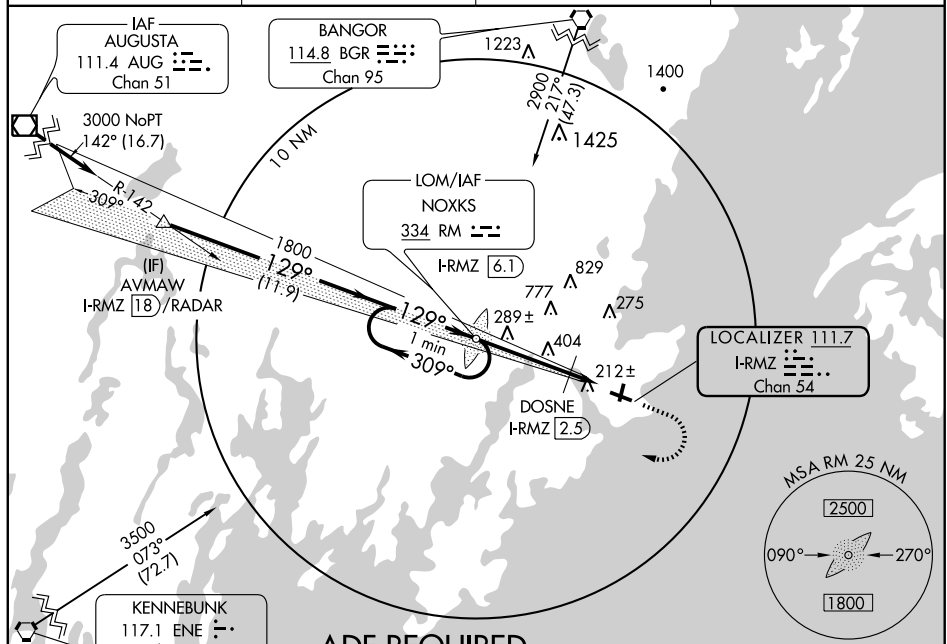 IAF
AUGUSTA
111.4 AUG
Chan 51
BANGOR
114.8 BGR
Chan 95
1223
1400
2900
217°
(47.3)
1425
3000 NoPT
142° (16.7)
10 NM
R-142
309°
LOM/IAF
NOXKS
334 RM
I-RMZ 6.1
(IF)
AVMAW
I-RMZ 18 /RADAR
1800
129°
(11.9)
129°
1 min
309°
829
777
275
289±
404
212±
DOSNE
I-RMZ 2.5
LOCALIZER 111.7
I-RMZ
Chan 54
MSA RM 25 NM
2500
090°
270°
1800
3500
073°
(72.7)
KENNEBUNK
117.1 ENE
ADF REQUIRED